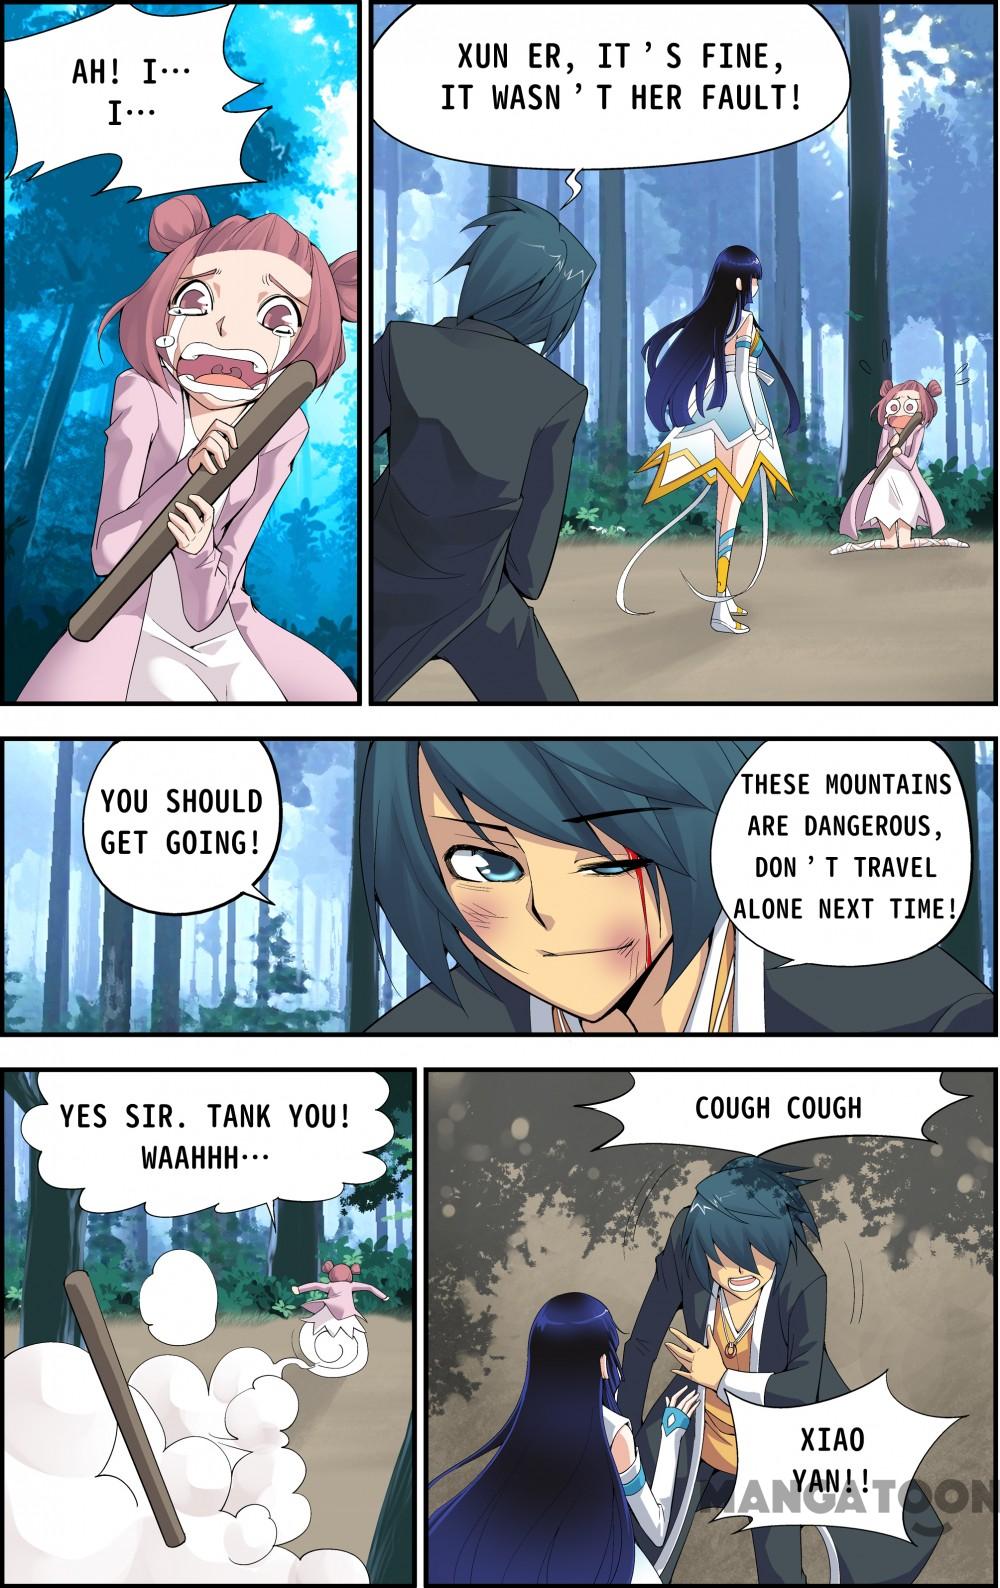 AH! I…
I…
XUN ER, IT'S FINE,
IT WASN'T HER FAULT!
YOU SHOULD
GET GOING!
THESE MOUNTAINS
ARE DANGEROUS,
DON'T TRAVEL
ALONE NEXT TIME!
YES SIR. TANK YOU!
WAAHHH…
COUGH COUGH
XIAO
YAN!!
MANGATOON